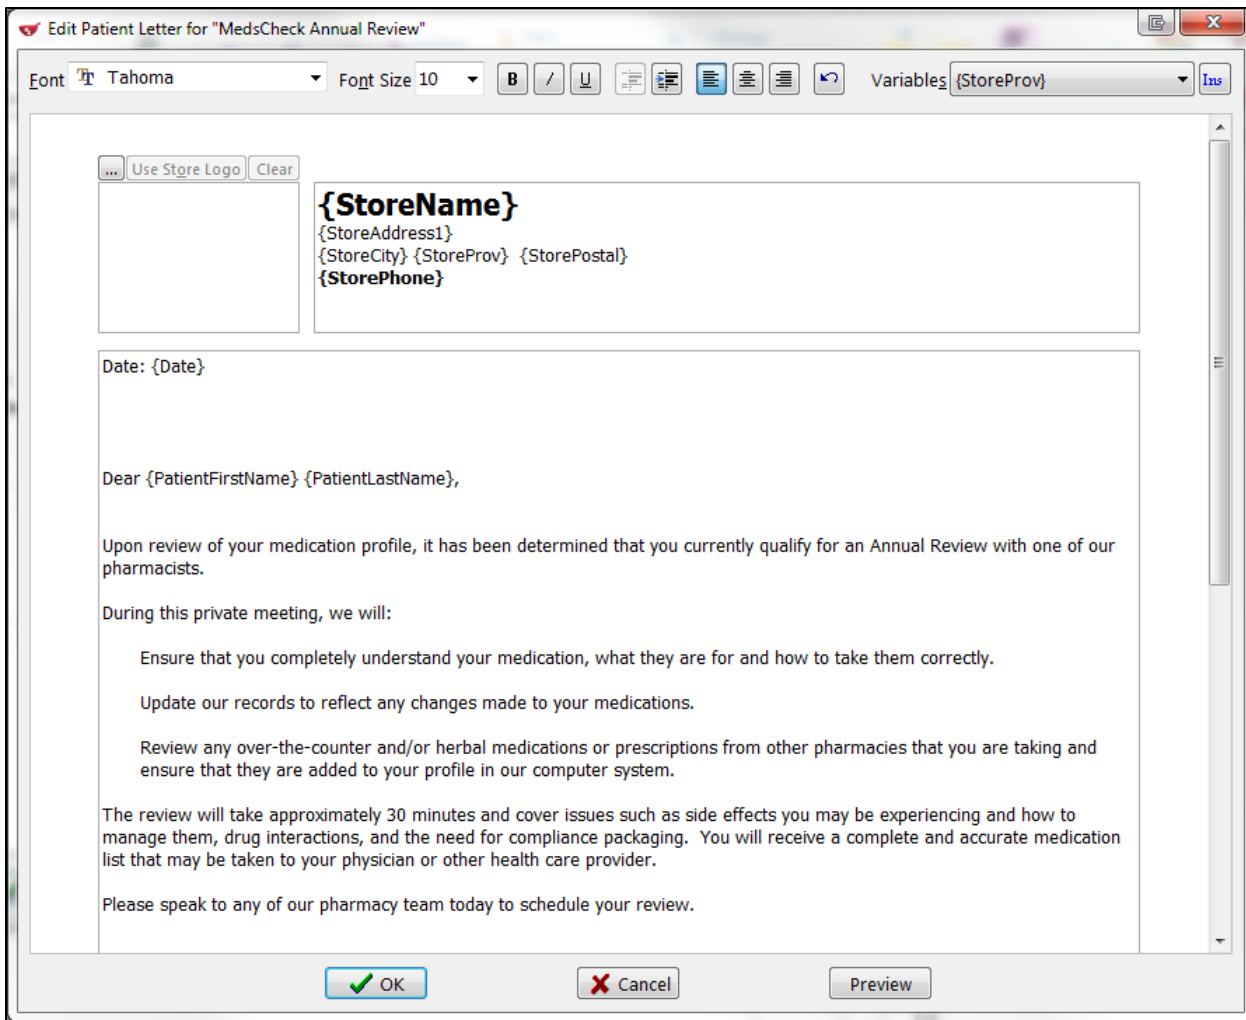 Edit Patient Letter for "MedsCheck Annual Review"
Font Tahoma Font Size 10 B / U Variables {StoreProv} Ins
... Use Store Logo Clear
{StoreName}
{StoreAddress1}
{StoreCity} {StoreProv} {StorePostal}
{StorePhone}
Date: {Date}
Dear {PatientFirstName} {PatientLastName},
Upon review of your medication profile, it has been determined that you currently qualify for an Annual Review with one of our
pharmacists.
During this private meeting, we will:
Ensure that you completely understand your medication, what they are for and how to take them correctly.
Update our records to reflect any changes made to your medications.
Review any over-the-counter and/or herbal medications or prescriptions from other pharmacies that you are taking and
ensure that they are added to your profile in our computer system.
The review will take approximately 30 minutes and cover issues such as side effects you may be experiencing and how to
manage them, drug interactions, and the need for compliance packaging.  You will receive a complete and accurate medication
list that may be taken to your physician or other health care provider.
Please speak to any of our pharmacy team today to schedule your review.
OK Cancel Preview